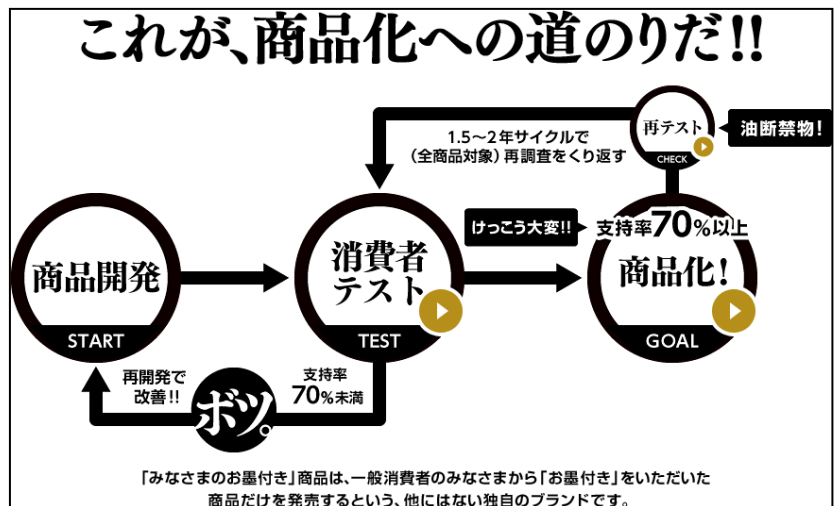 これが、商品化への道のりだ!!
再テスト
CHECK
油断禁物!
1.5〜2年サイクルで
(全商品対象)再調査をくり返す
けっこう大変!!
支持率70%以上
商品化!
GOAL
商品開発
START
消費者
テスト
TEST
再開発で
改善!!
ボツ。
支持率
70%未満
「みなさまのお墨付き」商品は、一般消費者のみなさまから「お墨付き」をいただいた
商品だけを発売するという、他にはない独自のブランドです。